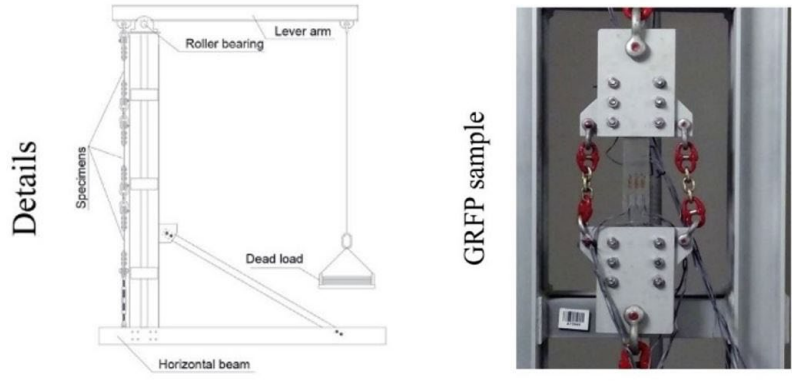 Details
Lever arm
Roller bearing
Specimens
Dead load
Horizontal beam
GRFP sample